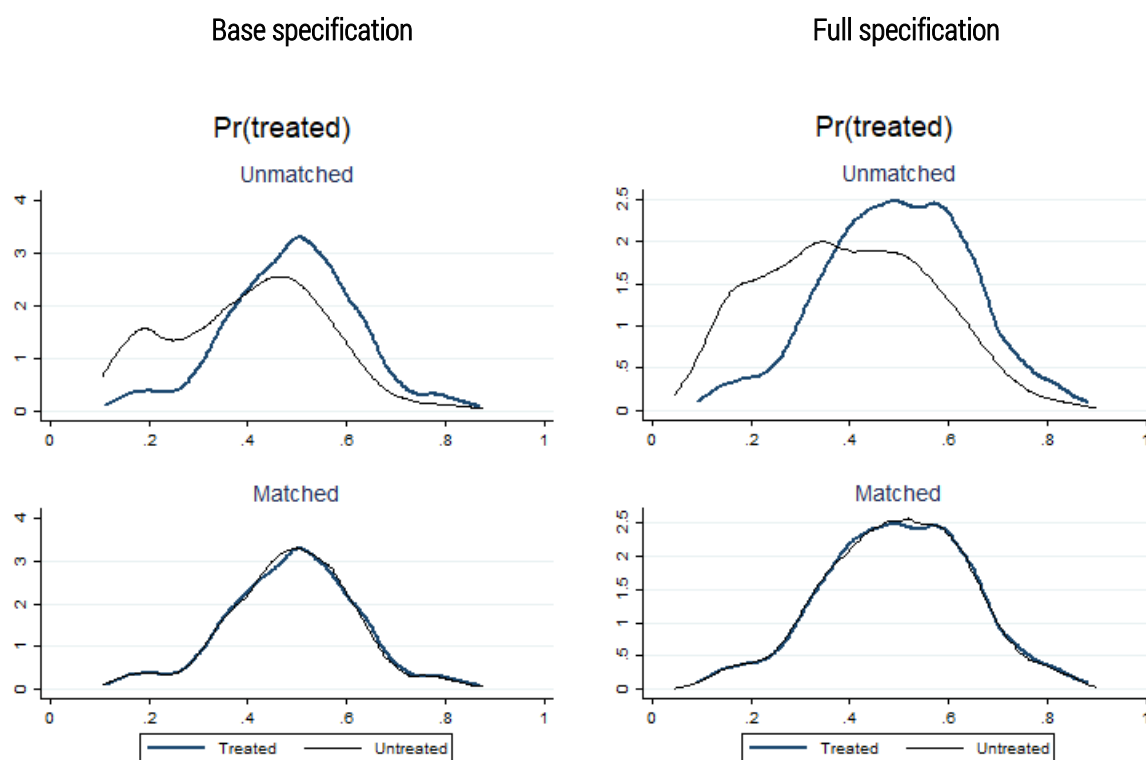 Base specification
Full specification
Pr(treated)
Unmatched
4
3
2
1
0
0 .2 .4 .6 .8 1
Matched
4
3
2
1
0
0 .2 .4 .6 .8 1
Treated Untreated
Pr(treated)
Unmatched
2.5
2
1.5
1
.5
0
0 .2 .4 .6 .8 1
Matched
2.5
2
1.5
1
.5
0
0 .2 .4 .6 .8 1
Treated Untreated